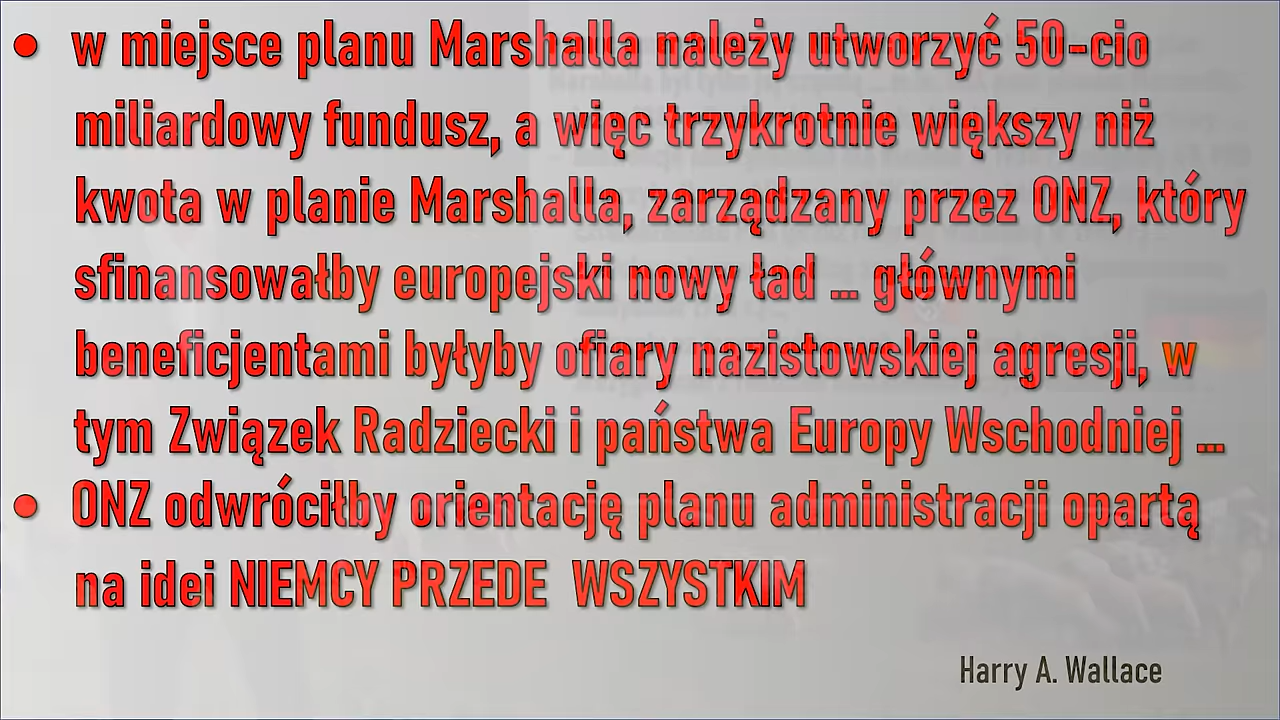 • w miejsce planu Marshalla należy utworzyć 50-cio
miliardowy fundusz, a więc trzykrotnie większy niż
kwota w planie Marshalla, zarządzany przez ONZ, który
sfinansowałby europejski nowy ład ... głównymi
beneficjentami byłyby ofiary nazistowskiej agresji, w
tym Związek Radziecki i państwa Europy Wschodniej ...
• ONZ odwróciłby orientację planu administracji opartą
na idei NIEMCY PRZEDE WSZYSTKIM
Harry A. Wallace